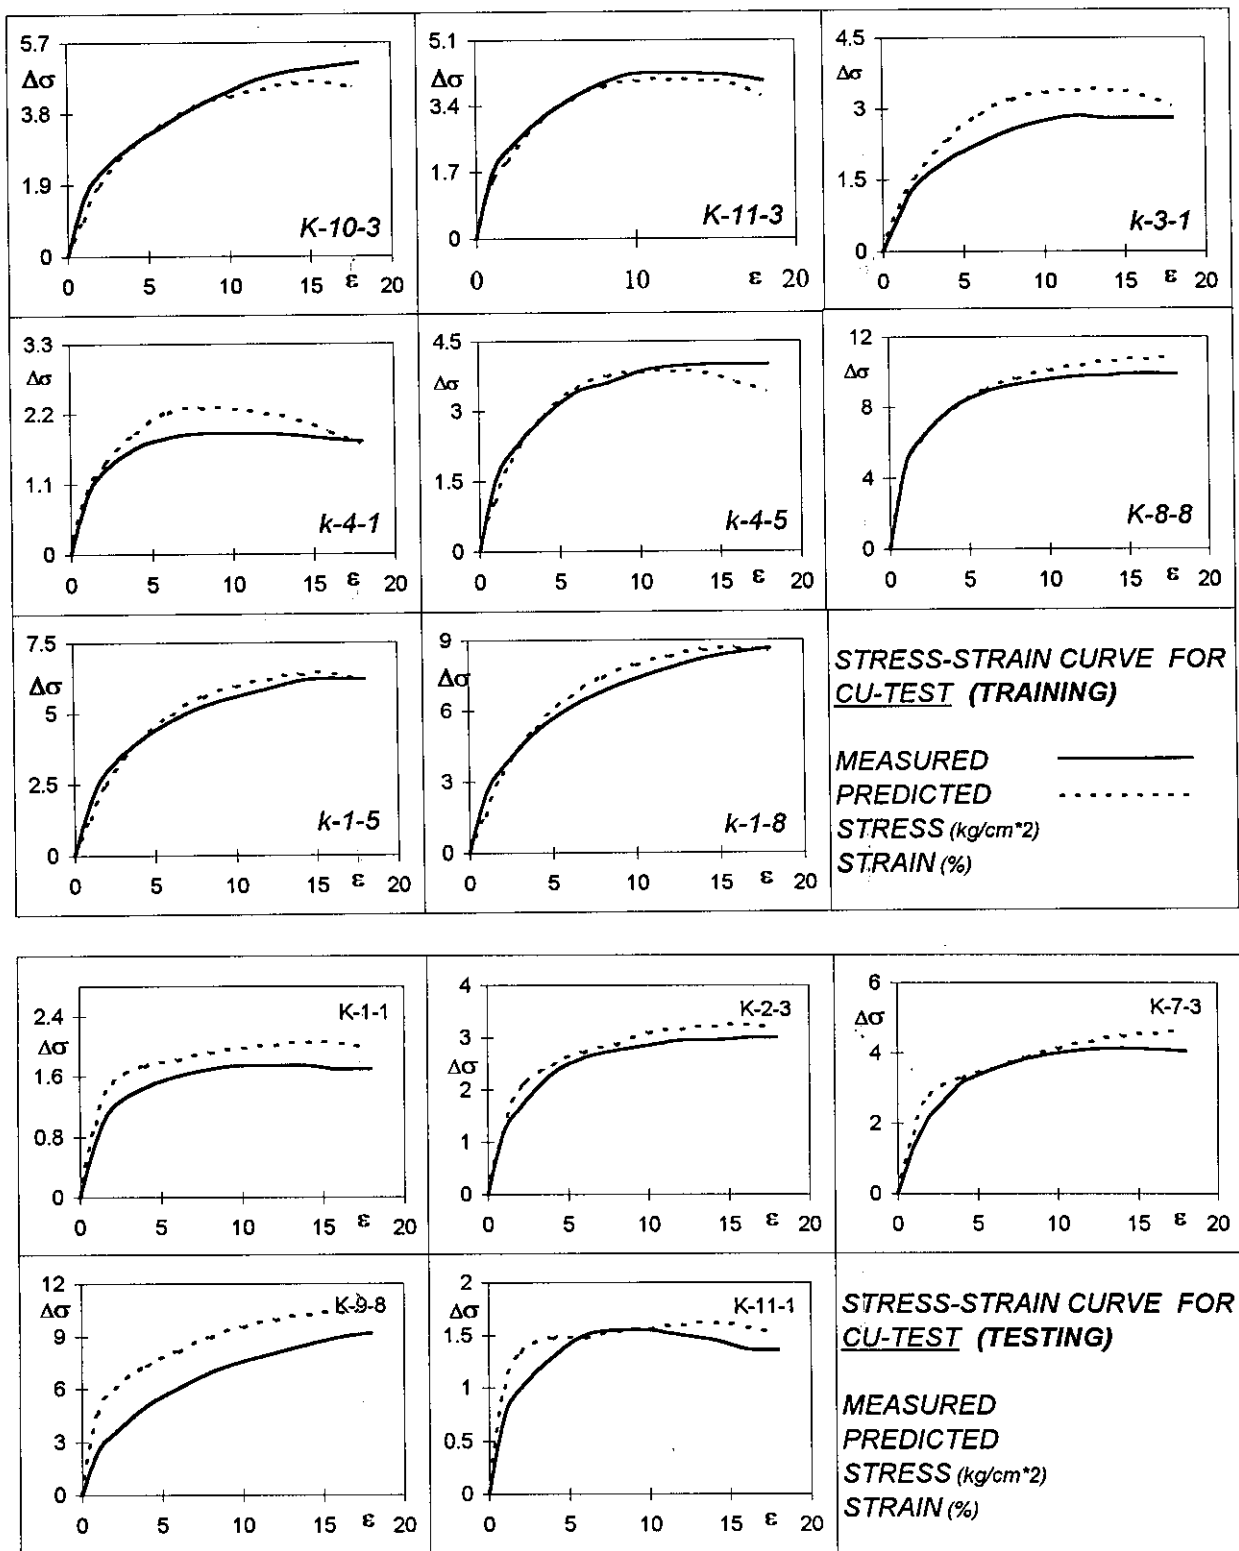 5.7
Δσ
3.8
1.9
0
0 5 10 15 ε 20
K-10-3
5.1
Δσ
3.4
1.7
0
0 10 20
K-11-3
4.5
Δσ
3
1.5
0
0 5 10 15 ε 20
k-3-1
3.3
Δσ
2.2
1.1
0
0 5 10 15 ε 20
k-4-1
4.5
Δσ
3
1.5
0
0 5 10 15 ε 20
k-4-5
12
Δσ
8
4
0
0 5 10 15 ε 20
K-8-8
7.5
Δσ
5
2.5
0
0 5 10 15 ε 20
k-1-5
9
Δσ
6
3
0
0 5 10 15 ε 20
k-1-8
STRESS-STRAIN CURVE FOR
CU-TEST (TRAINING)
MEASURED
PREDICTED
STRESS (kg/cm*2)
STRAIN (%)
2.4
Δσ
1.6
0.8
0
0 5 10 15 ε 20
K-1-1
4
3
Δσ
2
1
0
0 5 10 15 ε 20
K-2-3
6
Δσ
4
2
0
0 5 10 15 ε 20
K-7-3
12
Δσ
9
6
3
0
0 5 10 15 ε 20
K-9-8
2
Δσ
1.5
1
0.5
0
0 5 10 15 ε 20
K-11-1
STRESS-STRAIN CURVE FOR
CU-TEST (TESTING)
MEASURED
PREDICTED
STRESS (kg/cm*2)
STRAIN (%)